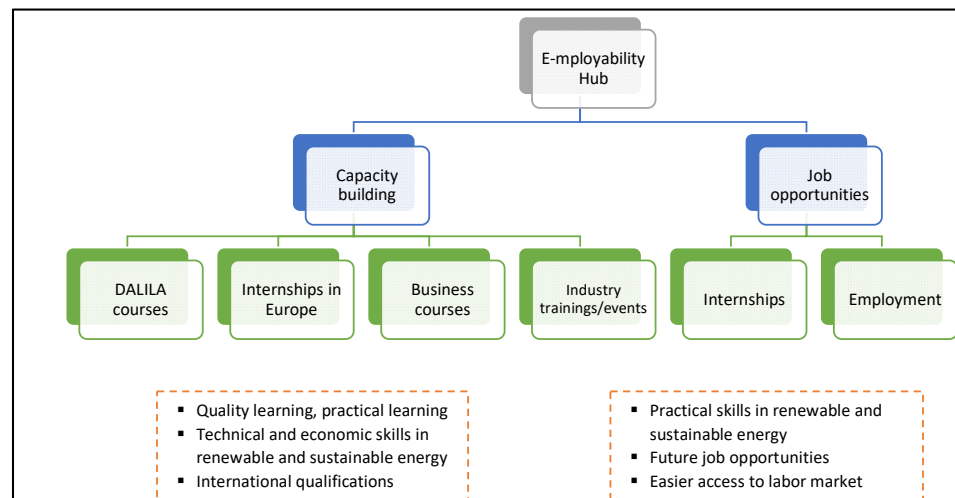 E-mployability
Hub
Capacity
building
Job
opportunities
DALILA
courses
Internships in
Europe
Business
courses
Industry
trainings/events
Internships
Employment
▪ Quality learning, practical learning
▪ Technical and economic skills in
renewable and sustainable energy
▪ International qualifications
▪ Practical skills in renewable and
sustainable energy
▪ Future job opportunities
▪ Easier access to labor market